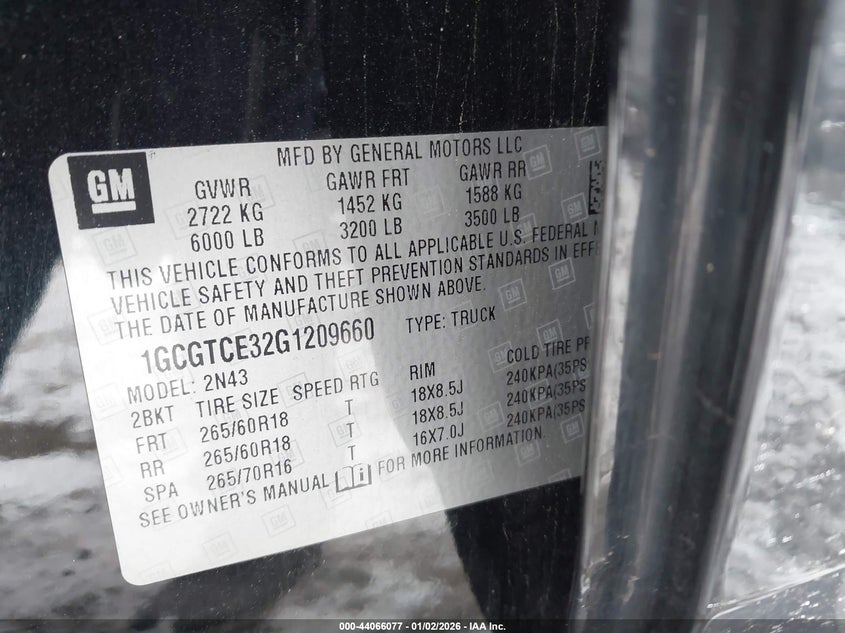 MFD BY GENERAL MOTORS LLC
GM
GVWR GAWR FRT GAWR RR
2722 KG 1452 KG 1588 KG
6000 LB 3200 LB 3500 LB
THIS VEHICLE CONFORMS TO ALL APPLICABLE U.S. FEDERAL
VEHICLE SAFETY AND THEFT PREVENTION STANDARDS IN EFFE
THE DATE OF MANUFACTURE SHOWN ABOVE.
1GCGTCE32G1209660 TYPE: TRUCK
MODEL: 2N43
2BKT TIRE SIZE SPEED RTG RIM COLD TIRE PR
FRT 265/60R18 T 18X8.5J 240KPA(35PS
RR 265/60R18 T 18X8.5J 240KPA(35PS
SPA 265/70R16 T 16X7.0J 240KPA(35PS
SEE OWNER'S MANUAL FOR MORE INFORMATION.
000-44066077 - 01/02/2026 - IAA Inc.